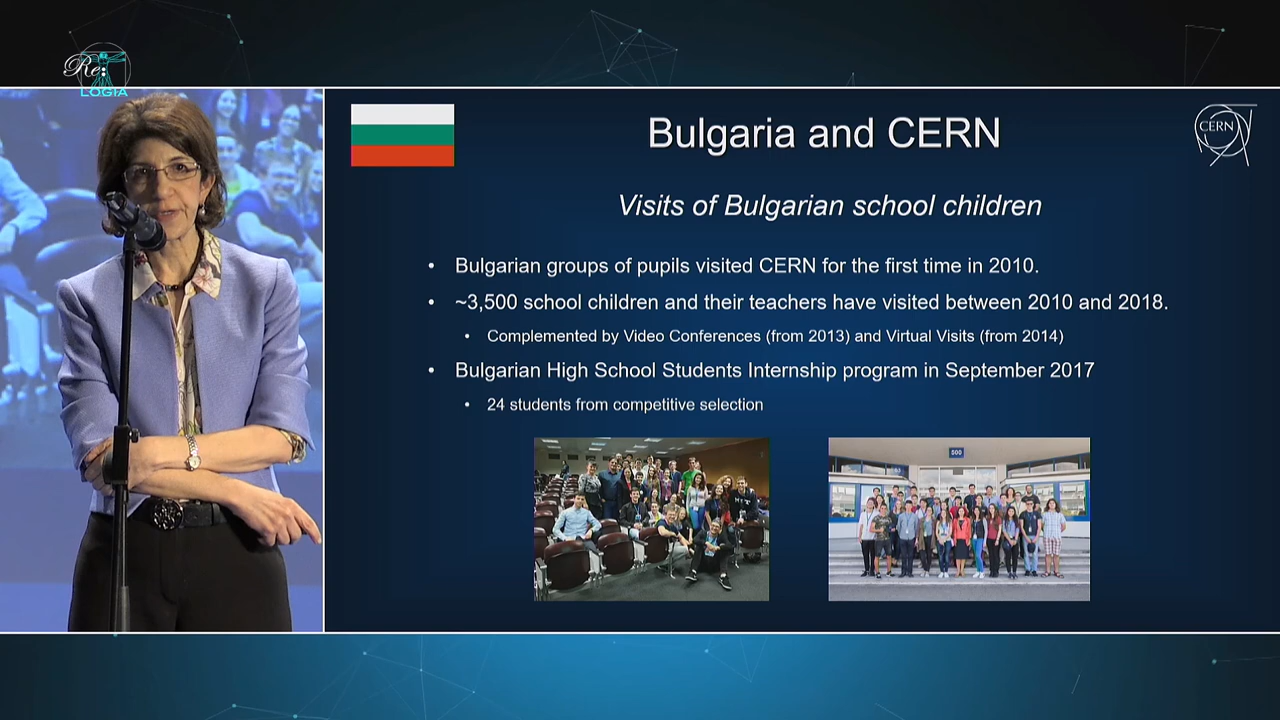 Re:
LOGIA
Bulgaria and CERN
CERN
Visits of Bulgarian school children
• Bulgarian groups of pupils visited CERN for the first time in 2010.
• ~3,500 school children and their teachers have visited between 2010 and 2018.
• Complemented by Video Conferences (from 2013) and Virtual Visits (from 2014)
• Bulgarian High School Students Internship program in September 2017
• 24 students from competitive selection
500